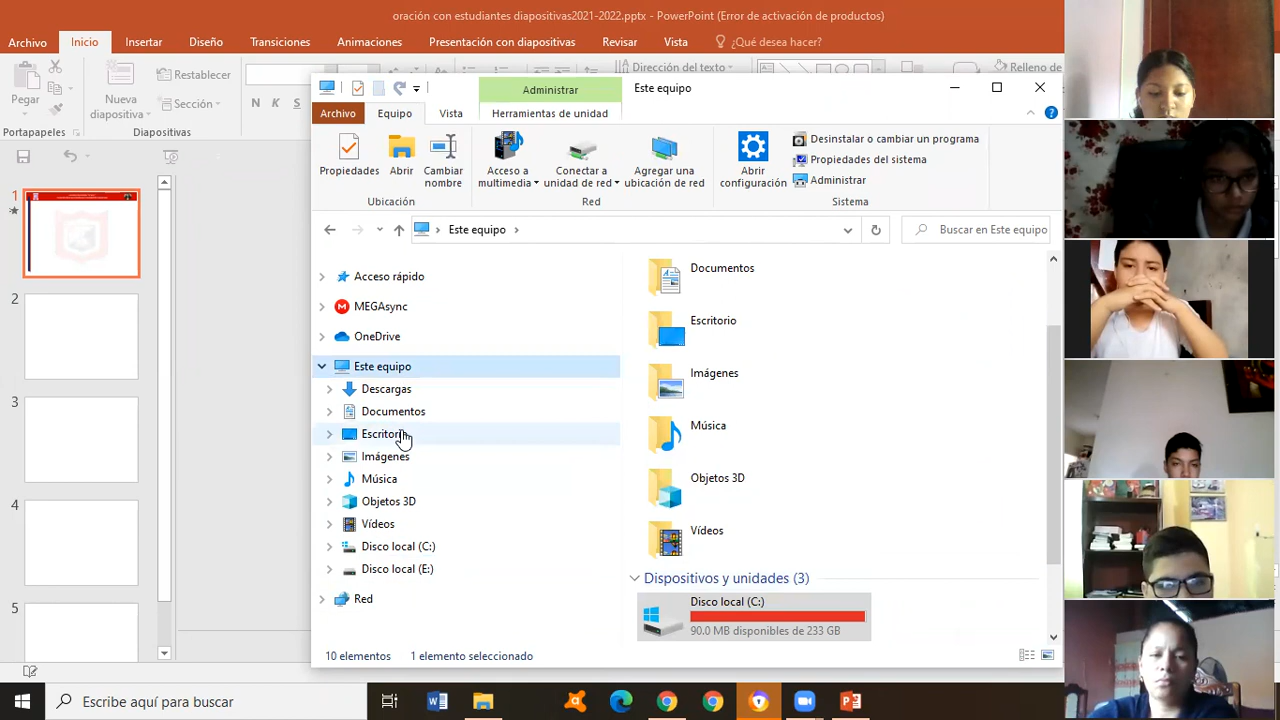 oración con estudiantes diapositivas2021-2022.pptx - PowerPoint (Error de activación de productos)
Archivo Inicio Insertar Diseño Transiciones Animaciones Presentación con diapositivas Revisar Vista ¿Qué desea hacer?
Pegar
Portapapeles
Nueva diapositiva
Restablecer
Sección
Diapositivas
N K S
Dirección del texto
Relleno de
Administrar
Este equipo
Archivo Equipo Vista Herramientas de unidad
Propiedades
Abrir
Cambiar nombre
Ubicación
Acceso a multimedia
Conectar a unidad de red
Agregar una ubicación de red
Red
Abrir configuración
Desinstalar o cambiar un programa
Propiedades del sistema
Administrar
Sistema
Este equipo
Buscar en Este equipo
Acceso rápido
MEGAsync
OneDrive
Este equipo
Descargas
Documentos
Escritorio
Imágenes
Música
Objetos 3D
Vídeos
Disco local (C:)
Disco local (E:)
Red
Documentos
Escritorio
Imágenes
Música
Objetos 3D
Vídeos
Dispositivos y unidades (3)
Disco local (C:)
90.0 MB disponibles de 233 GB
10 elementos 1 elemento seleccionado
1
2
3
4
5
Escribe aquí para buscar